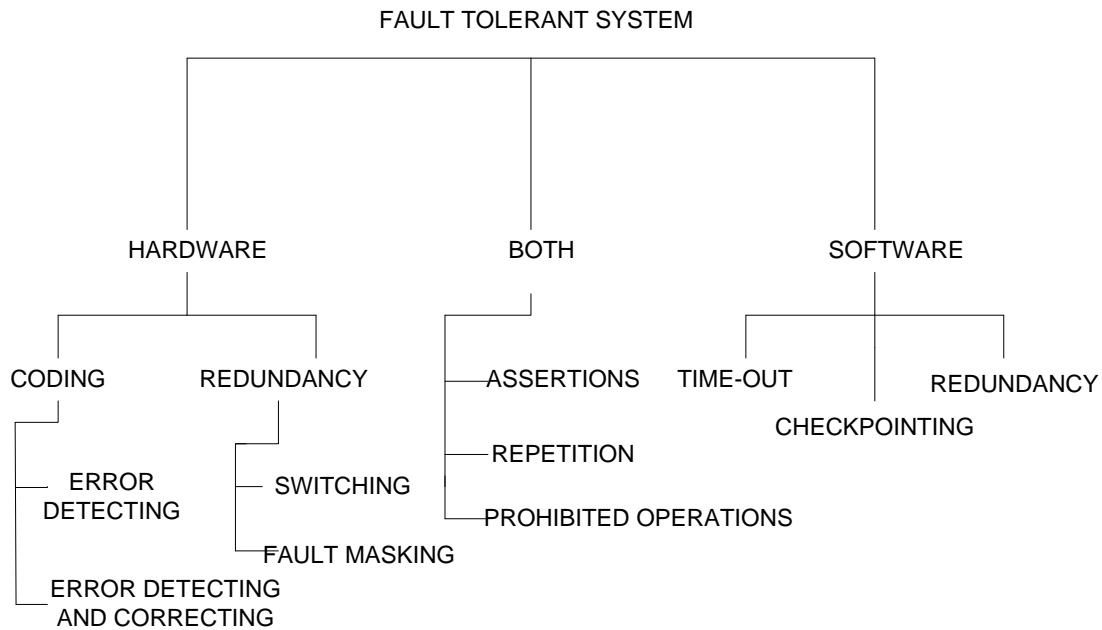 FAULT TOLERANT SYSTEM
HARDWARE
BOTH
SOFTWARE
CODING
REDUNDANCY
ASSERTIONS
TIME-OUT
REDUNDANCY
CHECKPOINTING
REPETITION
ERROR
DETECTING
SWITCHING
PROHIBITED OPERATIONS
FAULT MASKING
ERROR DETECTING
AND CORRECTING